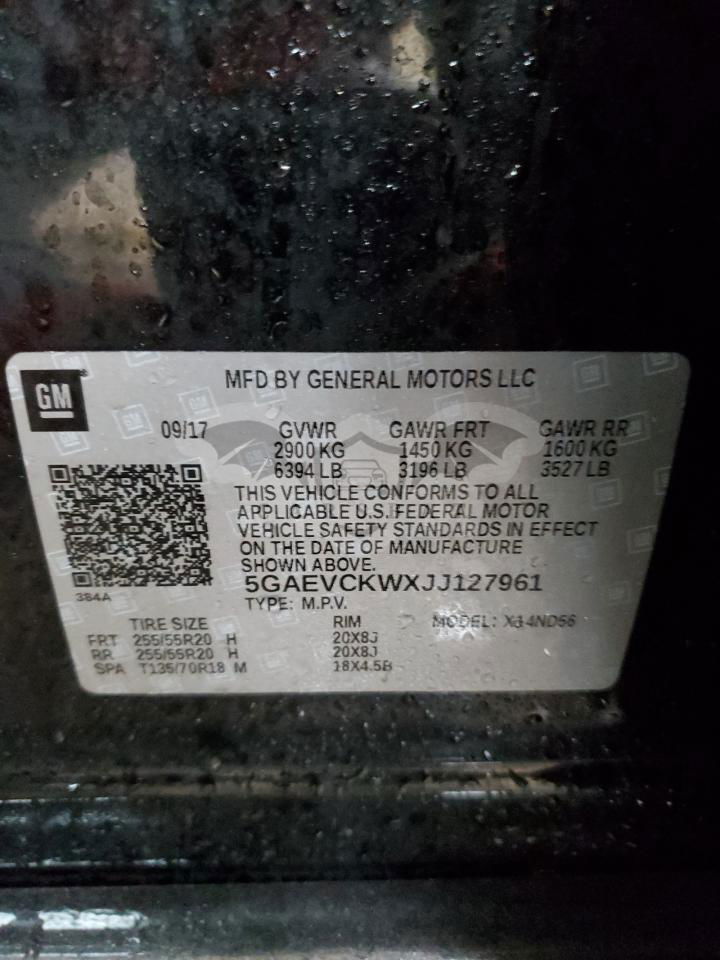 GM
MFD BY GENERAL MOTORS LLC
09/17 GVWR GAWR FRT GAWR RR
2900 KG 1450 KG 1600 KG
6394 LB 3196 LB 3527 LB
THIS VEHICLE CONFORMS TO ALL
APPLICABLE U.S. FEDERAL MOTOR
VEHICLE SAFETY STANDARDS IN EFFECT
ON THE DATE OF MANUFACTURE
SHOWN ABOVE.
384A
5GAEVCKWXJJ127961
TYPE: M.P.V.
TIRE SIZE RIM MODEL:
FRT 255/55R20 H 20X8J
RR 255/55R20 H 20X8J
SPA T135/70R18 M 18X4.5B